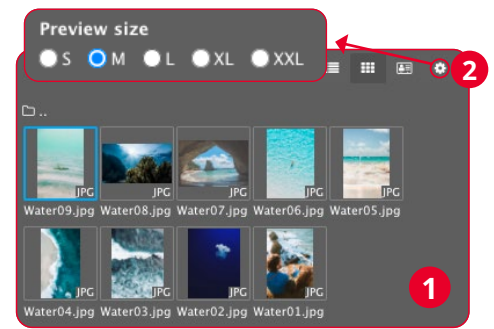 Preview size
S M L XL XXL
2
..
JPG JPG JPG JPG JPG
Water09.jpg Water08.jpg Water07.jpg Water06.jpg Water05.jpg
JPG JPG JPG JPG
Water04.jpg Water03.jpg Water02.jpg Water01.jpg
1